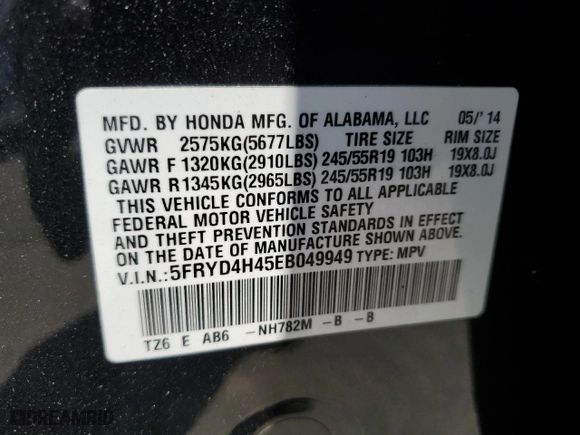 MFD. BY HONDA MFG. OF ALABAMA, LLC 05/'14
GVWR 2575KG(5677LBS) TIRE SIZE RIM SIZE
GAWR F 1320KG(2910LBS) 245/55R19 103H 19X8.0J
GAWR R 1345KG(2965LBS) 245/55R19 103H 19X8.0J
THIS VEHICLE CONFORMS TO ALL APPLICABLE
FEDERAL MOTOR VEHICLE SAFETY
AND THEFT PREVENTION STANDARDS IN EFFECT
ON THE DATE OF MANUFACTURE SHOWN ABOVE.
V.I.N.:5FRYD4H45EB049949 TYPE: MPV
TZ6 E AB6 -NH782M -B -B
DREAMRID